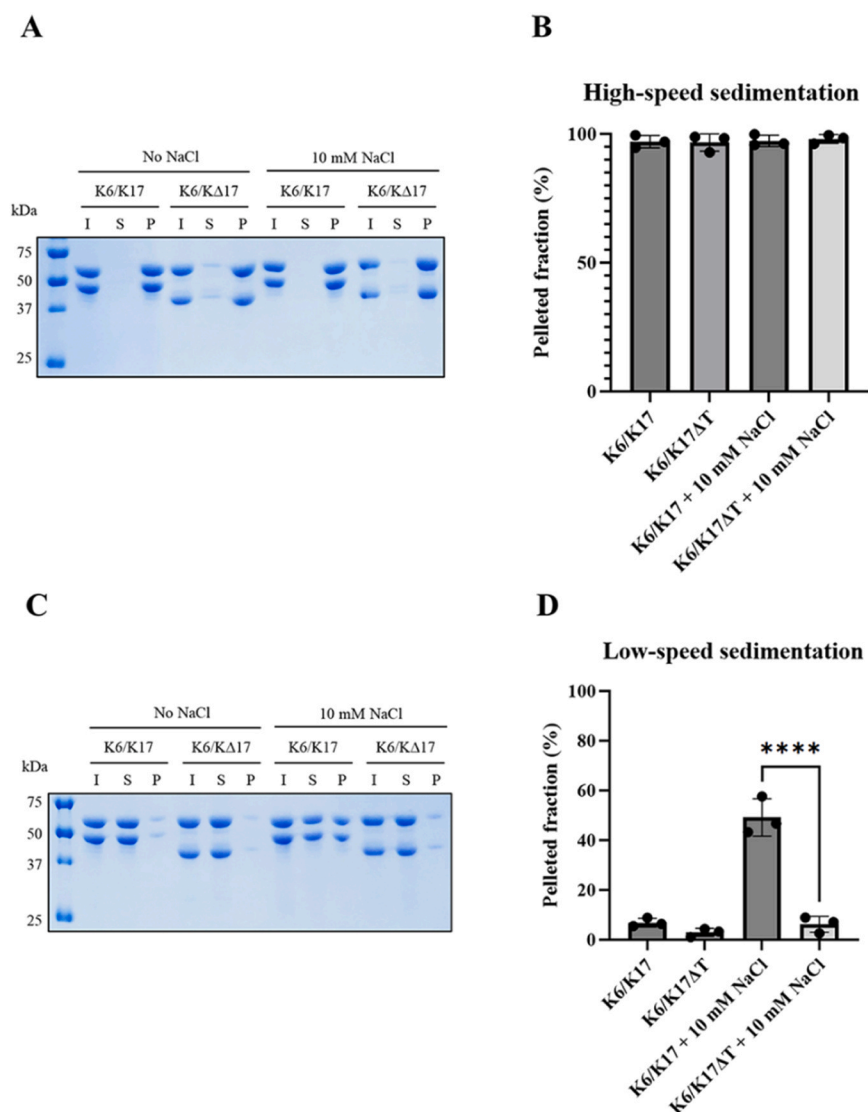 A
No NaCl 10 mM NaCl
K6/K17 K6/KΔ17 K6/K17 K6/KΔ17
kDa I S P I S P I S P I S P
75
50
37
25
B
High-speed sedimentation
Pelleted fraction (%)
100
50
0
K6/K17
K6/K17ΔT
K6/K17 + 10 mM NaCl
K6/K17ΔT + 10 mM NaCl
C
No NaCl 10 mM NaCl
K6/K17 K6/KΔ17 K6/K17 K6/KΔ17
kDa I S P I S P I S P I S P
75
50
37
25
D
Low-speed sedimentation
Pelleted fraction (%)
100
80
60
40
20
0
****
K6/K17
K6/K17ΔT
K6/K17 + 10 mM NaCl
K6/K17ΔT + 10 mM NaCl